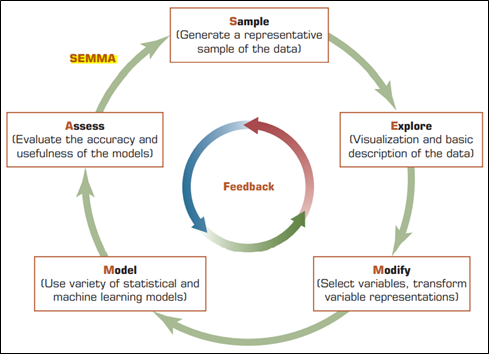 Sample
(Generate a representative
sample of the data)
SEMMA
Assess
(Evaluate the accuracy and
usefulness of the models)
Explore
(Visualization and basic
description of the data)
Feedback
Model
(Use variety of statistical and
machine learning models)
Modify
(Select variables, transform
variable representations)